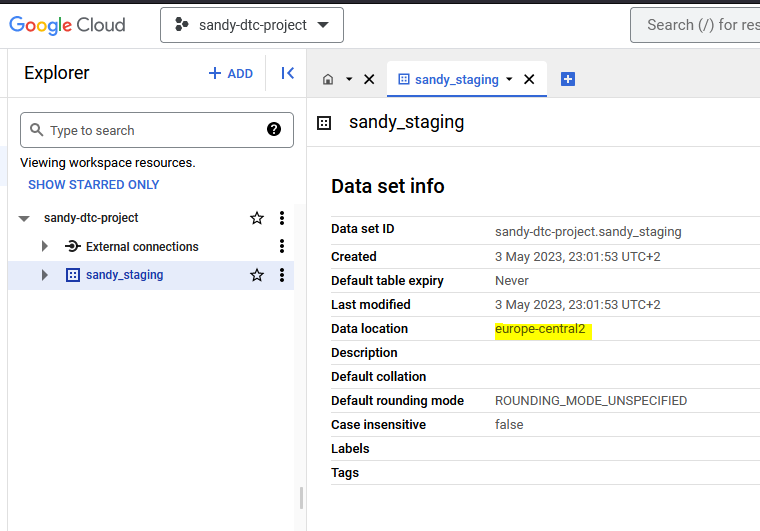 Google Cloud
sandy-dtc-project
Search (/) for res
Explorer
+ ADD
sandy_staging
Type to search
Viewing workspace resources.
SHOW STARRED ONLY
sandy-dtc-project
External connections
sandy_staging
sandy_staging
Data set info
Data set ID sandy-dtc-project.sandy_staging
Created 3 May 2023, 23:01:53 UTC+2
Default table expiry Never
Last modified 3 May 2023, 23:01:53 UTC+2
Data location europe-central2
Description
Default collation
Default rounding mode ROUNDING_MODE_UNSPECIFIED
Case insensitive false
Labels
Tags